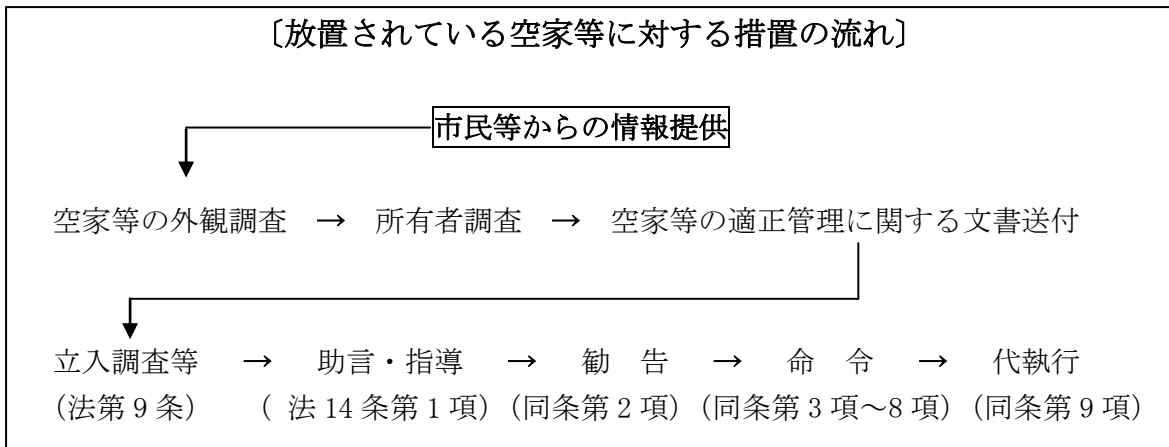 〔放置されている空家等に対する措置の流れ〕
市民等からの情報提供
空家等の外観調査 → 所有者調査 → 空家等の適正管理に関する文書送付
立入調査等 → 助言・指導 → 勧 告 → 命 令 → 代執行
(法第9条) ( 法14条第1項) (同条第2項) (同条第3項~8項) (同条第9項)